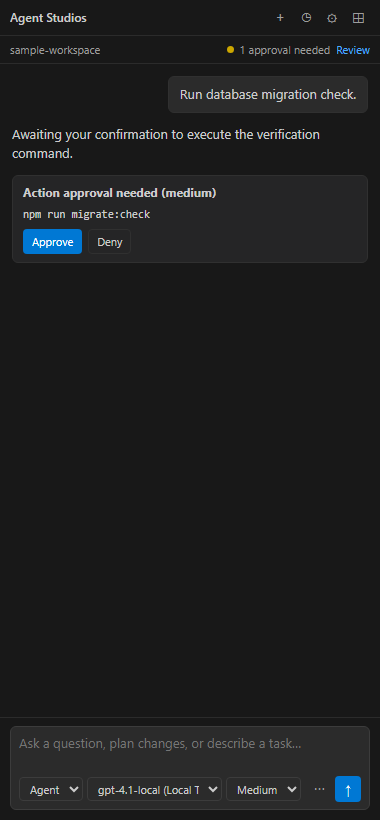 Agent Studios
sample-workspace
1 approval needed Review
Run database migration check.
Awaiting your confirmation to execute the verification
command.
Action approval needed (medium)
npm run migrate:check
Approve Deny
Ask a question, plan changes, or describe a task...
Agent gpt-4.1-local (Local T Medium ...